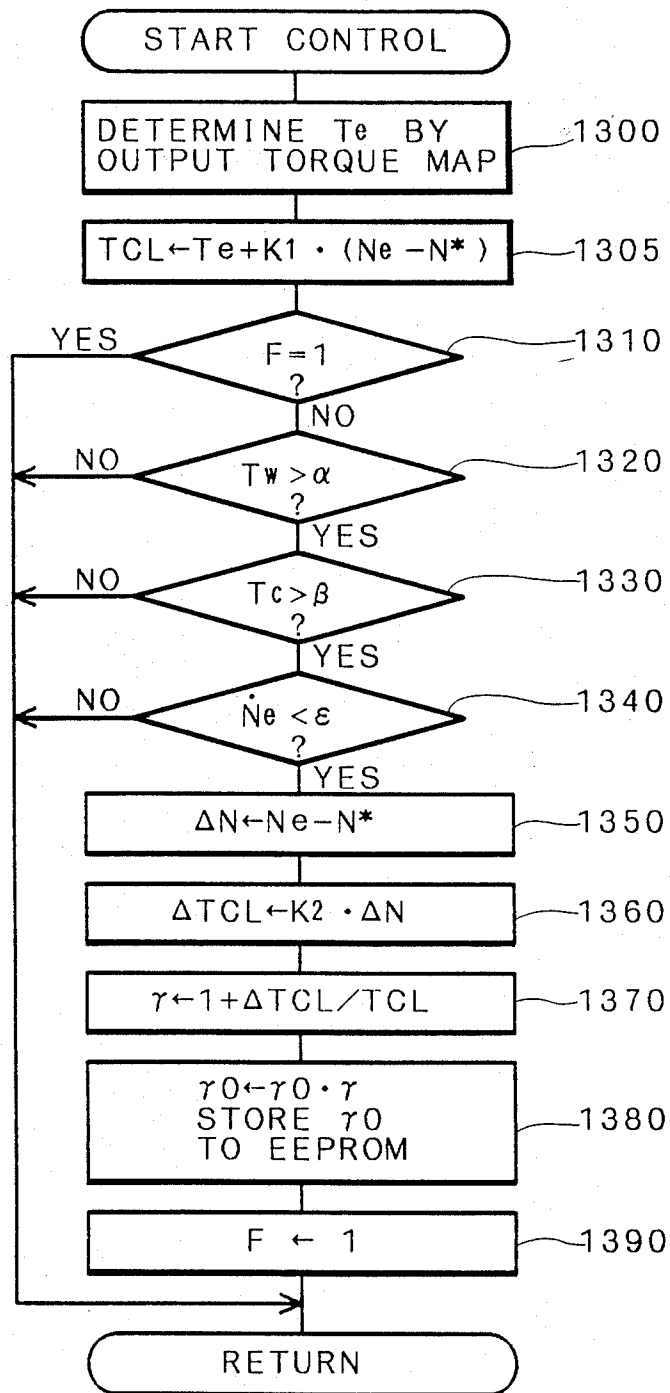 START CONTROL
DETERMINE Te BY
OUTPUT TORQUE MAP
1300
TCL←Te+K1・(Ne−N*)
1305
YES
F=1
?
1310
NO
NO
Tw>α
?
1320
YES
NO
Tc>β
?
1330
YES
NO
Ṅe<ε
?
1340
YES
ΔN←Ne−N*
1350
ΔTCL←K2・ΔN
1360
γ←1+ΔTCL/TCL
1370
γ0←γ0・γ
STORE γ0
TO EEPROM
1380
F ← 1
1390
RETURN